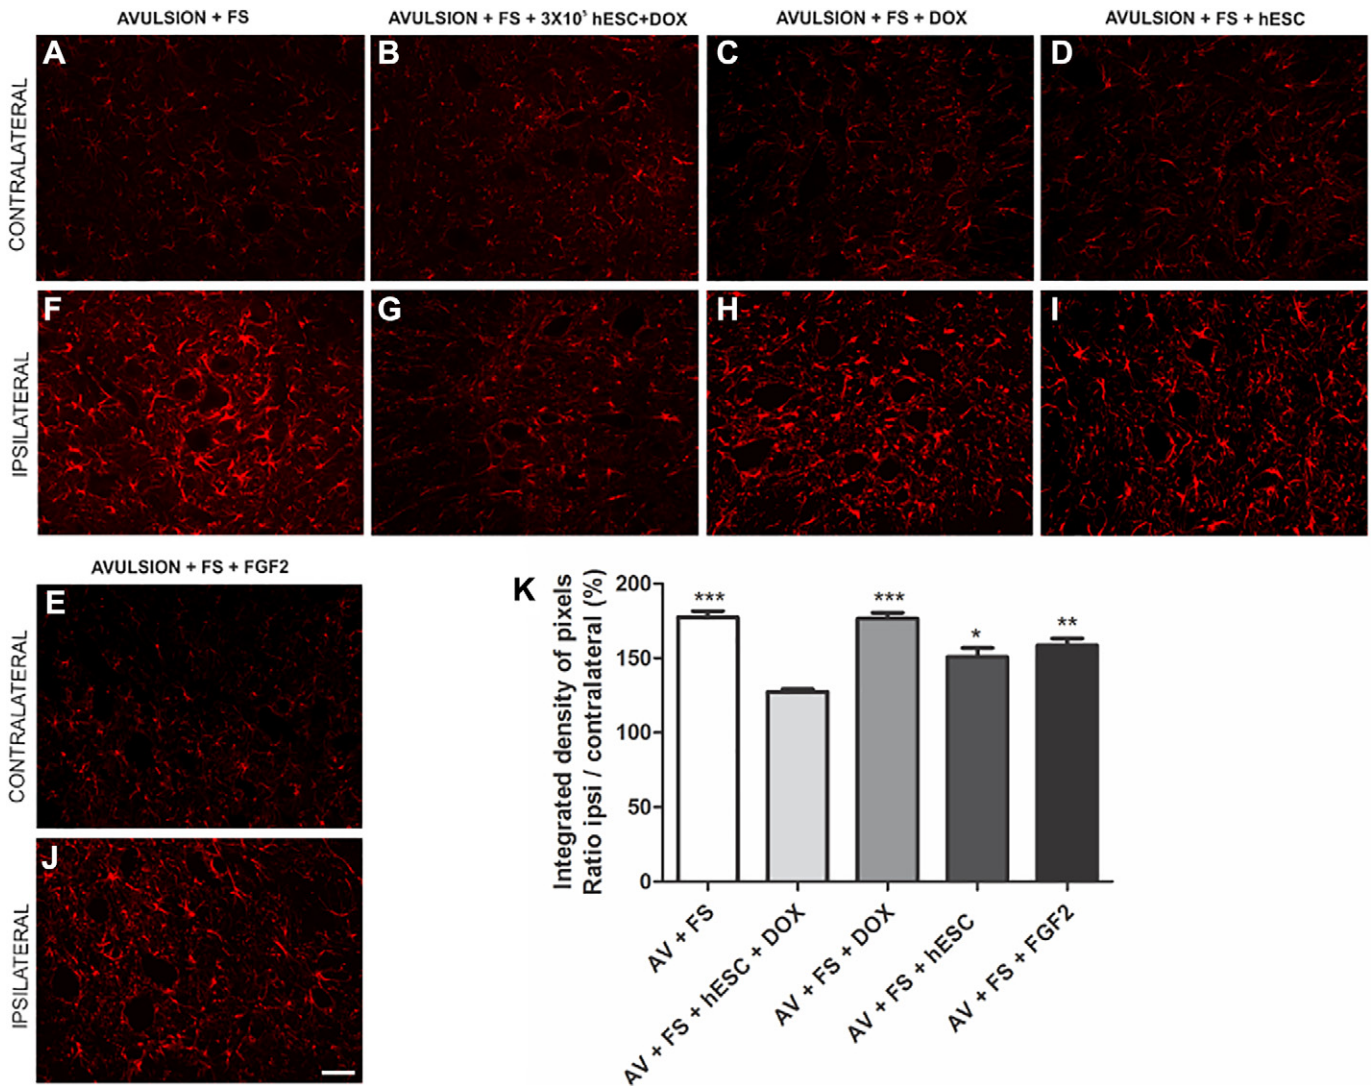 AVULSION + FS
AVULSION + FS + 3X10⁵ hESC+DOX
AVULSION + FS + DOX
AVULSION + FS + hESC
CONTRALATERAL
A
B
C
D
IPSILATERAL
F
G
H
I
AVULSION + FS + FGF2
CONTRALATERAL
E
IPSILATERAL
J
K
Integrated density of pixels
Ratio ipsi / contralateral (%)
200
150
100
50
0
***
***
*
**
AV + FS
AV + FS + hESC + DOX
AV + FS + DOX
AV + FS + hESC
AV + FS + FGF2